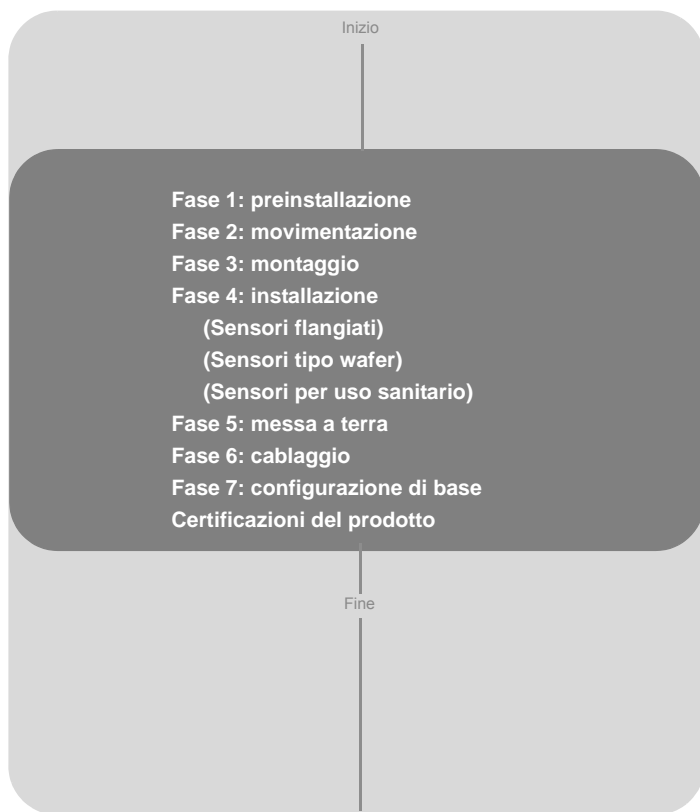 Inizio
Fase 1: preinstallazione
Fase 2: movimentazione
Fase 3: montaggio
Fase 4: installazione
(Sensori flangiati)
(Sensori tipo wafer)
(Sensori per uso sanitario)
Fase 5: messa a terra
Fase 6: cablaggio
Fase 7: configurazione di base
Certificazioni del prodotto
Fine